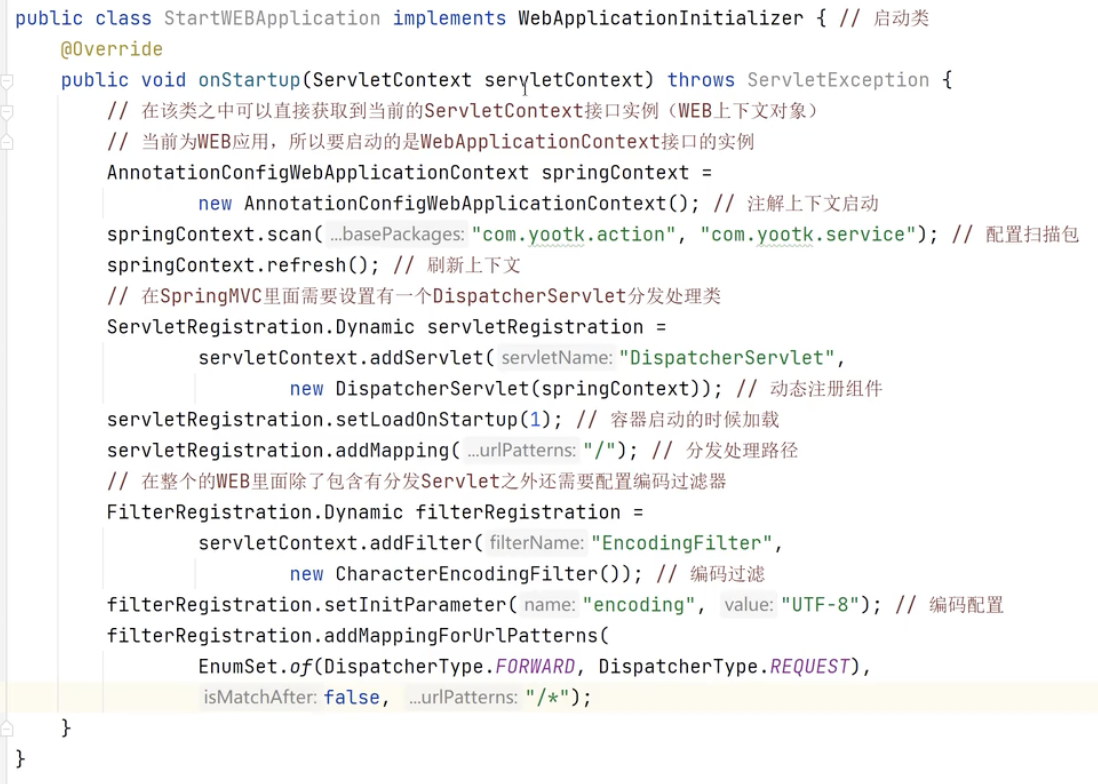 public class StartWEBApplication implements WebApplicationInitializer { // 启动类
@Override
public void onStartup(ServletContext servletContext) throws ServletException {
// 在该类之中可以直接获取到当前的ServletContext接口实例（WEB上下文对象）
// 当前为WEB应用，所以要启动的是WebApplicationContext接口的实例
AnnotationConfigWebApplicationContext springContext =
new AnnotationConfigWebApplicationContext(); // 注解上下文启动
springContext.scan( ...basePackages: "com.yootk.action", "com.yootk.service"); // 配置扫描包
springContext.refresh(); // 刷新上下文
// 在SpringMVC里面需要设置有一个DispatcherServlet分发处理类
ServletRegistration.Dynamic servletRegistration =
servletContext.addServlet( servletName: "DispatcherServlet",
new DispatcherServlet(springContext)); // 动态注册组件
servletRegistration.setLoadOnStartup(1); // 容器启动的时候加载
servletRegistration.addMapping( ...urlPatterns: "/"); // 分发处理路径
// 在整个的WEB里面除了包含有分发Servlet之外还需要配置编码过滤器
FilterRegistration.Dynamic filterRegistration =
servletContext.addFilter( filterName: "EncodingFilter",
new CharacterEncodingFilter()); // 编码过滤
filterRegistration.setInitParameter( name: "encoding", value: "UTF-8"); // 编码配置
filterRegistration.addMappingForUrlPatterns(
EnumSet.of(DispatcherType.FORWARD, DispatcherType.REQUEST),
isMatchAfter: false, ...urlPatterns: "/*");
}
}